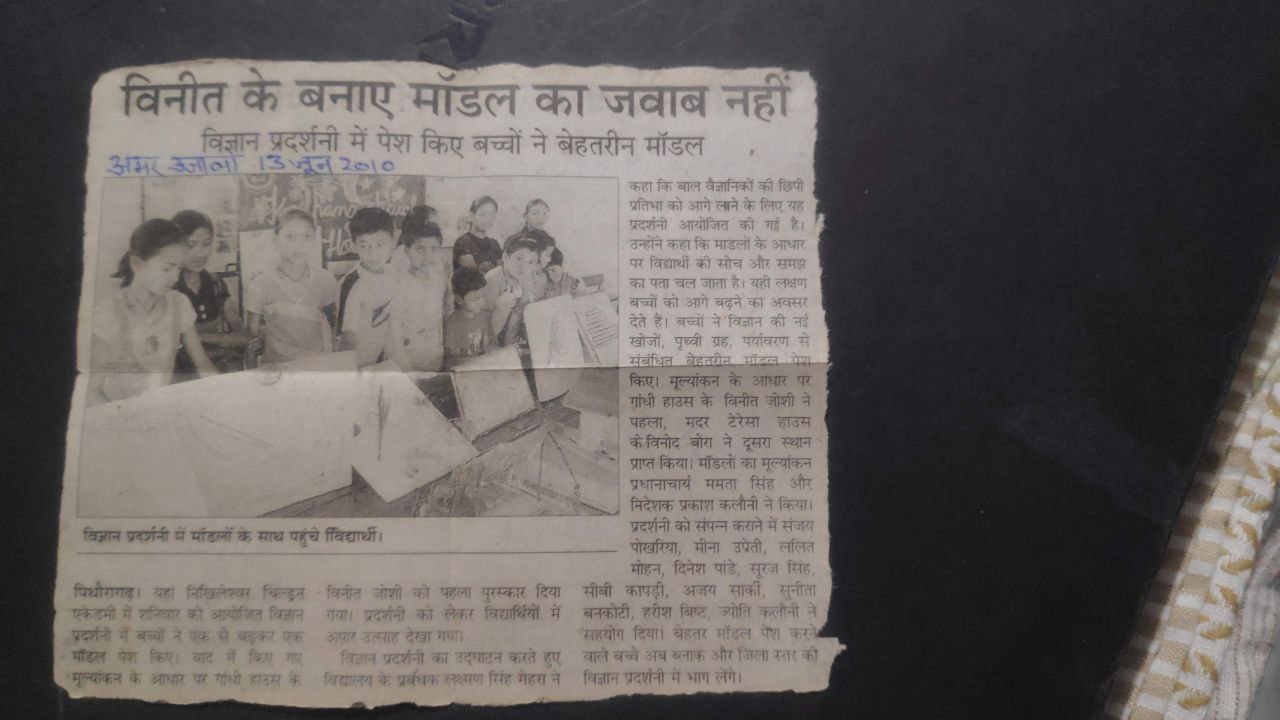 विनीत के बनाए मॉडल का जवाब नहीं
विज्ञान प्रदर्शनी में पेश किए बच्चों ने बेहतरीन मॉडल
अमर उजाला 13 जून 2010
विज्ञान प्रदर्शनी में मॉडलों के साथ पहुंचे विद्यार्थी।
पिथौरागढ़। यहां निखिलेश्वर चिल्ड्रन
एकेडमी में शनिवार को आयोजित विज्ञान
प्रदर्शनी में बच्चों ने एक से बढ़कर एक
मॉडल पेश किए। बाद में किए गए
मूल्यांकन के आधार पर गांधी हाउस के
विनीत जोशी को पहला पुरस्कार दिया
गया। प्रदर्शनी को लेकर विद्यार्थियों में
अपार उत्साह देखा गया।
विज्ञान प्रदर्शनी का उद्घाटन करते हुए
विद्यालय के प्रबंधक लक्ष्मण सिंह मेहरा ने
कहा कि बाल वैज्ञानिकों की छिपी
प्रतिभा को आगे लाने के लिए यह
प्रदर्शनी आयोजित की गई है।
उन्होंने कहा कि माडलों के आधार
पर विद्यार्थी की सोच और समझ
का पता चल जाता है। यही लक्षण
बच्चों को आगे बढ़ने का अवसर
देते हैं। बच्चों ने विज्ञान की नई
खोजों, पृथ्वी ग्रह, पर्यावरण से
संबंधित बेहतरीन मॉडल पेश
किए। मूल्यांकन के आधार पर
गांधी हाउस के विनीत जोशी ने
पहला, मदर टेरेसा हाउस
के विनोद बोरा ने दूसरा स्थान
प्राप्त किया। मॉडलों का मूल्यांकन
प्रधानाचार्य ममता सिंह और
निदेशक प्रकाश कलौनी ने किया।
प्रदर्शनी को संपन्न कराने में संजय
पोखरिया, मीना उप्रेती, ललित
मोहन, दिनेश पांडे, सूरज सिंह,
सीबी कापड़ी, अजय सार्की, सुनीता
बनकोटी, हरीश बिष्ट, ज्योति कलौनी ने
सहयोग दिया। बेहतर मॉडल पेश करने
वाले बच्चे अब ब्लाक और जिला स्तर की
विज्ञान प्रदर्शनी में भाग लेंगे।